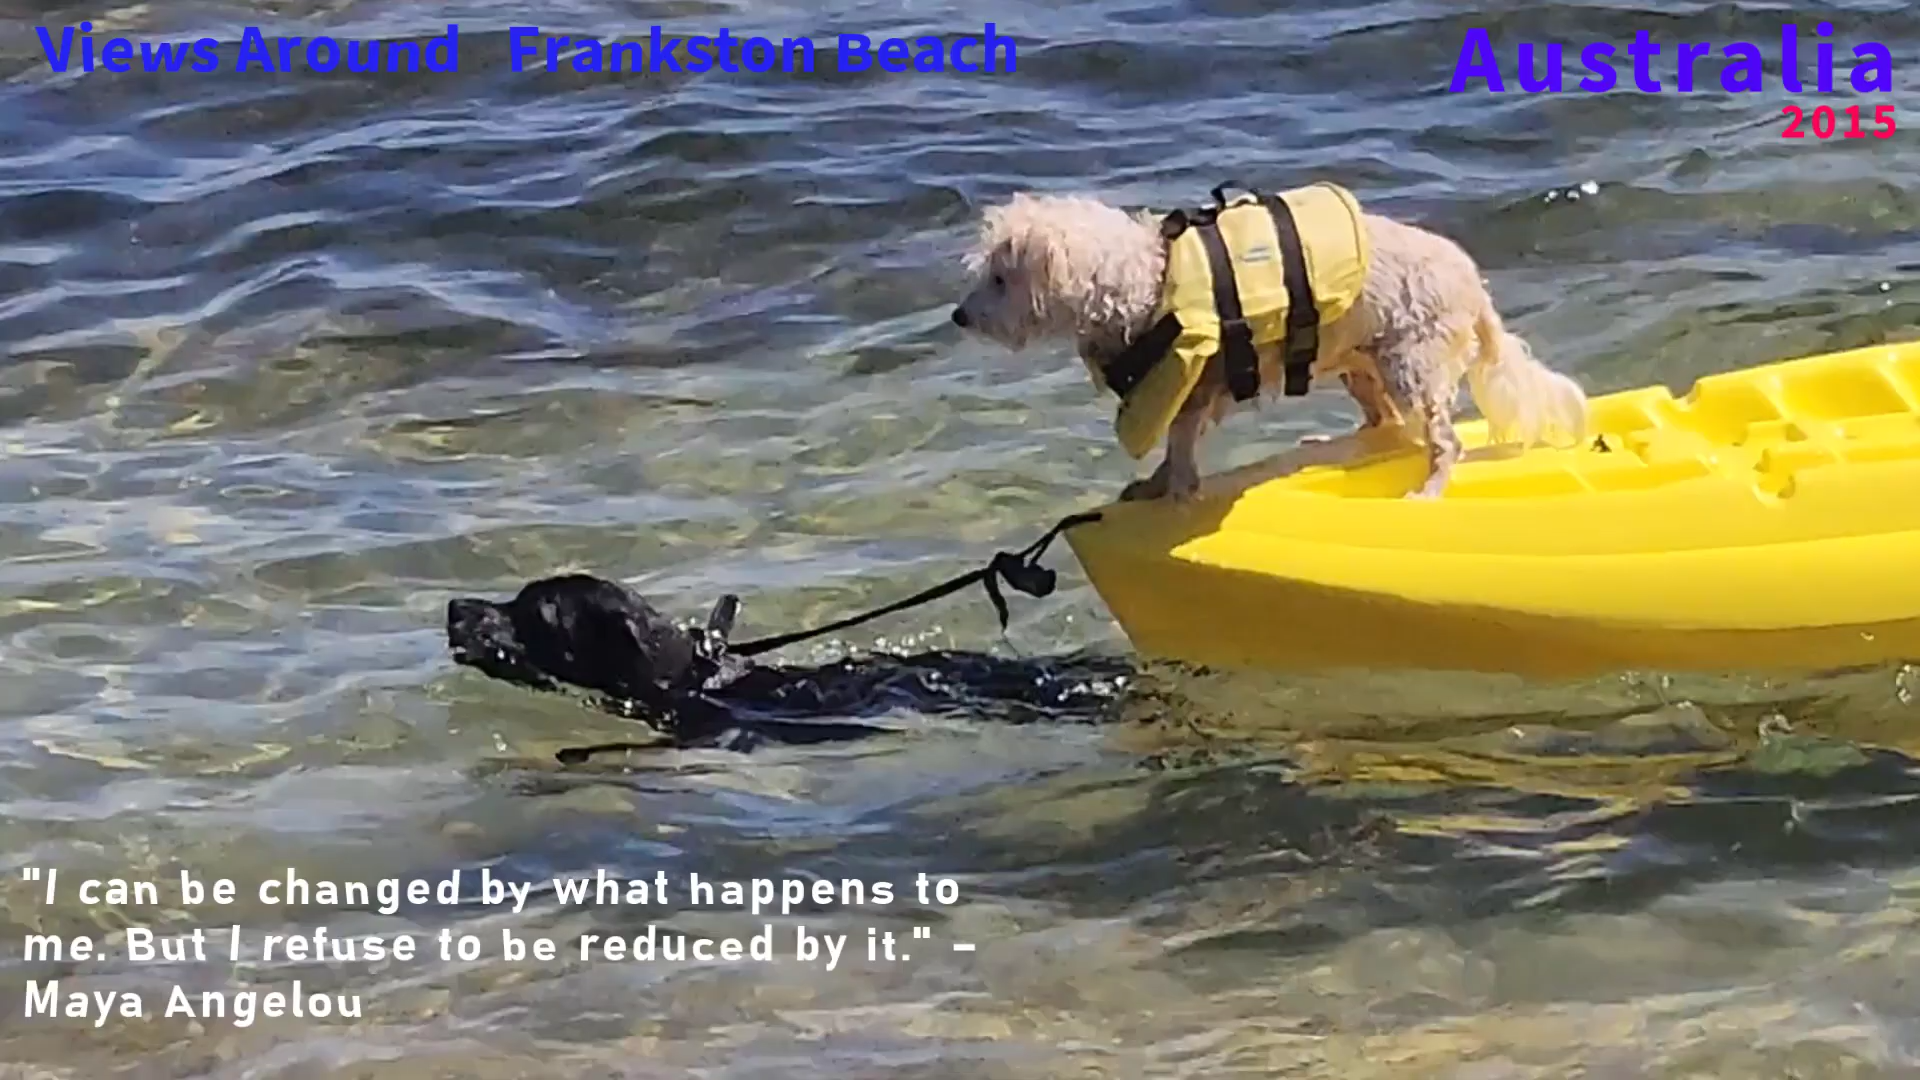 Views Around Frankston Beach
Australia
2015
"I can be changed by what happens to
me. But I refuse to be reduced by it." –
Maya Angelou